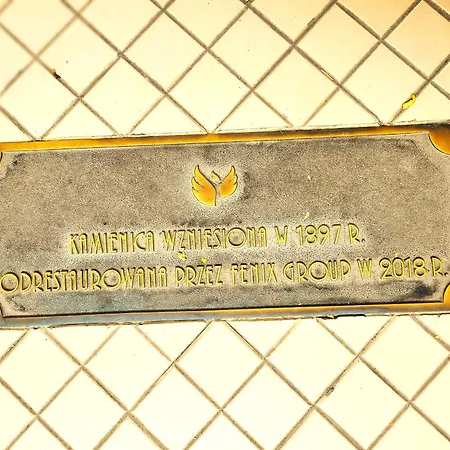 KAMIENICA WZNIESIONA W 1897 R.
ODRESTAUROWANA PRZEZ FENIX GROUP W 2018 R.